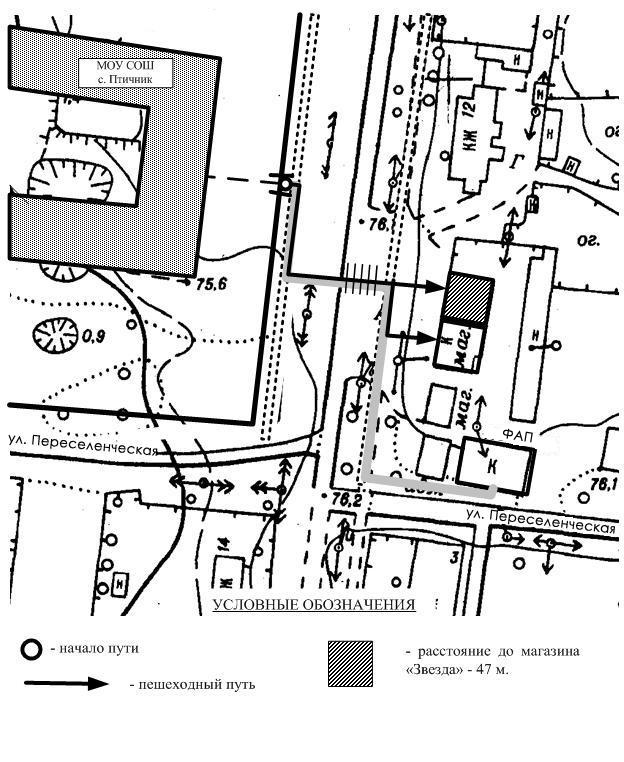 МОУ СОШ
с. Птичник
н
н
н
КЖ 12
Г
ог.
н
н
76.
ог.
75,6
К
маг.
н
0,9
маг.
ФАП
ул. Переселенческая
К
76,1
76,2
ул. Переселенческая
14
Ж
3
н
УСЛОВНЫЕ ОБОЗНАЧЕНИЯ
- начало пути
- пешеходный путь
- расстояние до магазина
«Звезда» - 47 м.